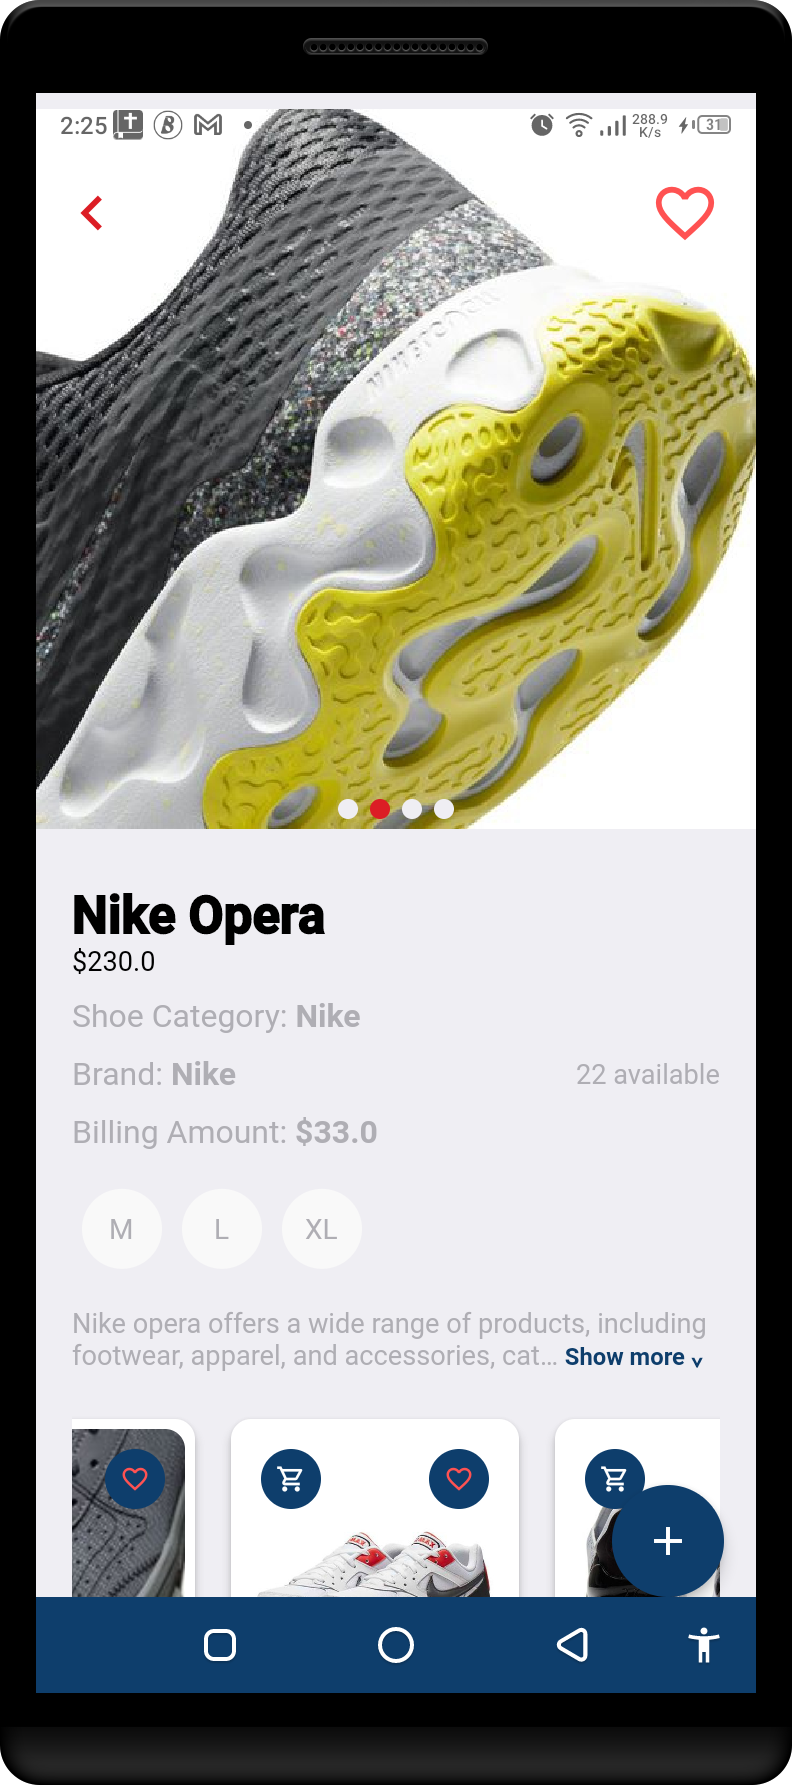 2:25
288.9
K/s
31
Nike Opera
$230.0
Shoe Category: Nike
Brand: Nike
22 available
Billing Amount: $33.0
M L XL
Nike opera offers a wide range of products, including
footwear, apparel, and accessories, cat... Show more